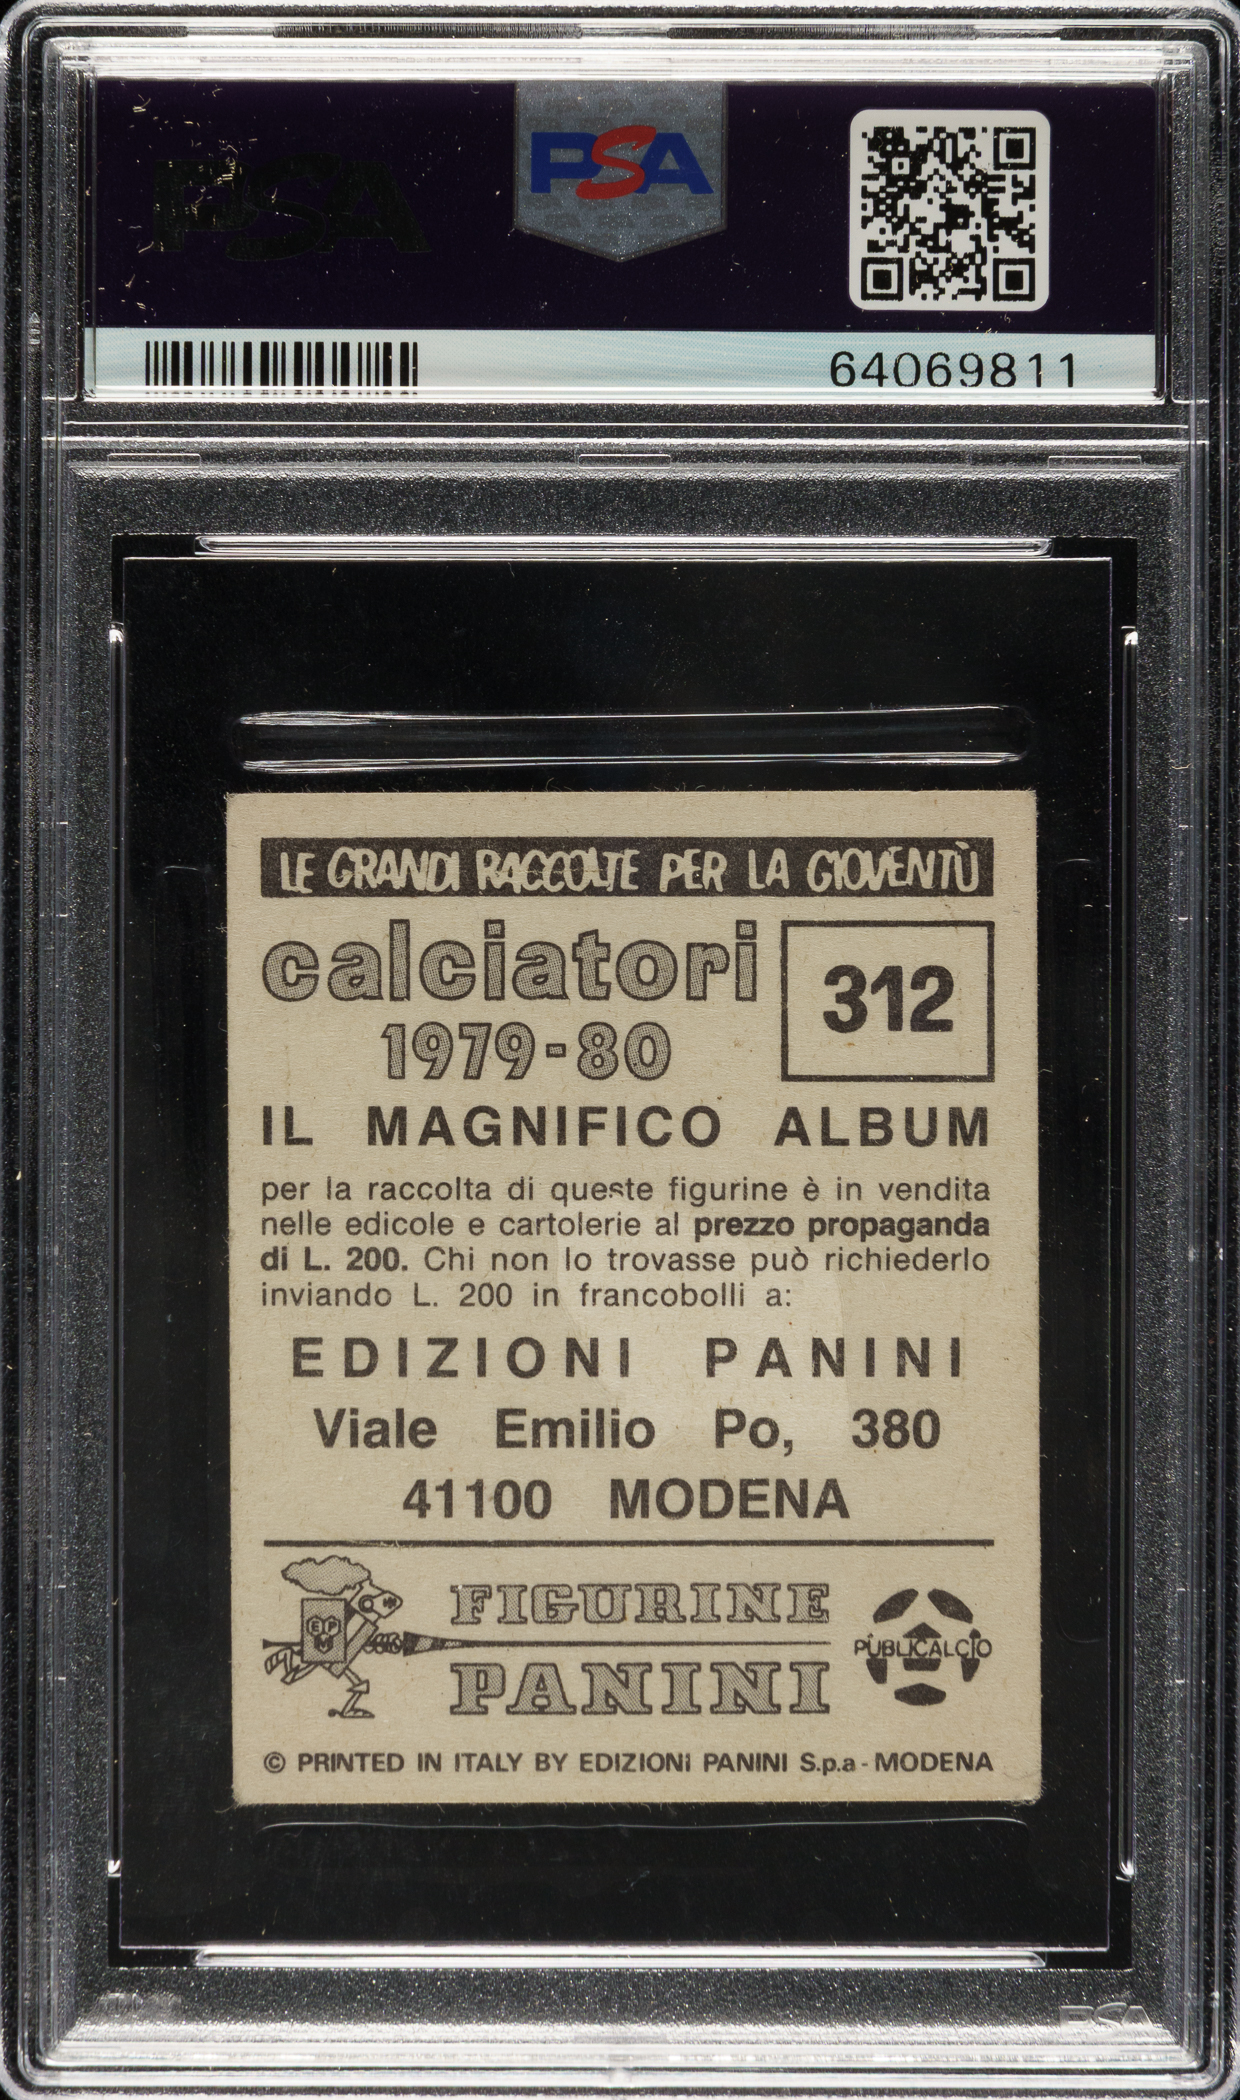 PSA
PSA
64069811
LE GRANDI RACCOLTE PER LA GIOVENTÙ
calciatori
1979-80
312
IL MAGNIFICO ALBUM
per la raccolta di queste figurine è in vendita
nelle edicole e cartolerie al prezzo propaganda
di L. 200. Chi non lo trovasse può richiederlo
inviando L. 200 in francobolli a:
EDIZIONI PANINI
Viale Emilio Po, 380
41100 MODENA
EPM
FIGURINE
PANINI
PUBLICALCIO
© PRINTED IN ITALY BY EDIZIONI PANINI S.p.a - MODENA
PSA